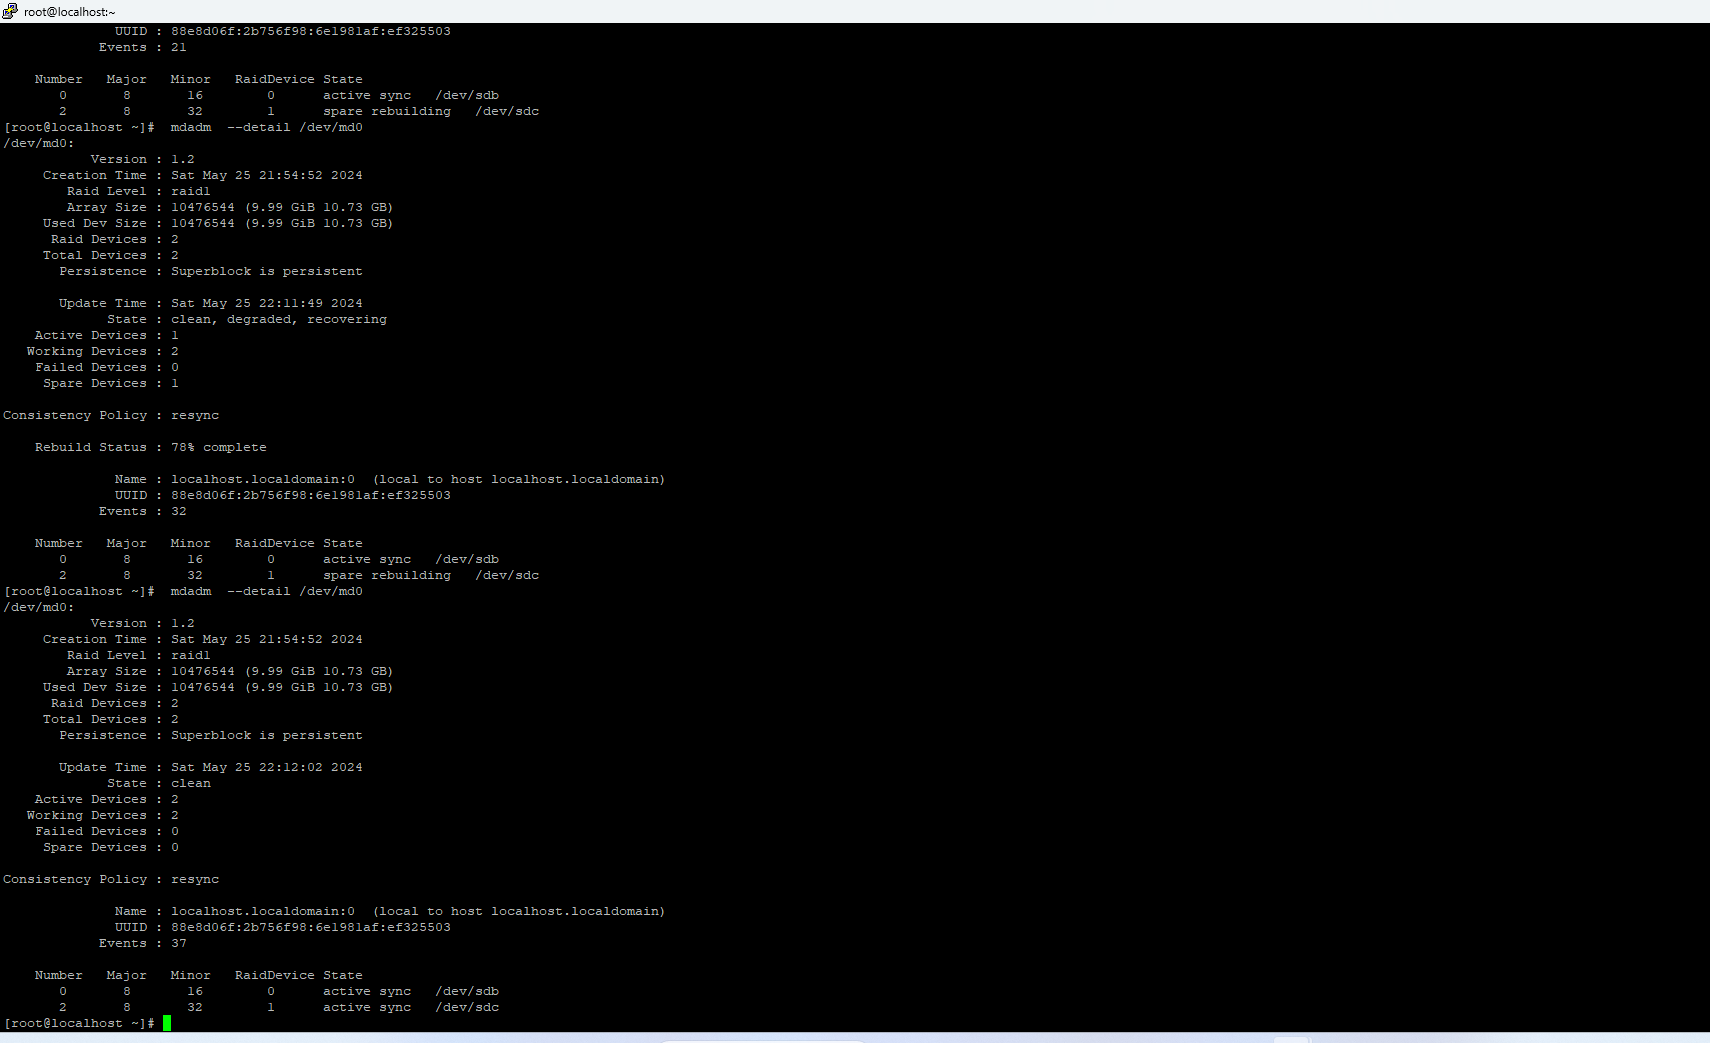 root@localhost:~
UUID : 88e8d06f:2b756f98:6e1981af:ef325503
Events : 21
Number Major Minor RaidDevice State
0 8 16 0 active sync /dev/sdb
2 8 32 1 spare rebuilding /dev/sdc
[root@localhost ~]# mdadm --detail /dev/md0
/dev/md0:
Version : 1.2
Creation Time : Sat May 25 21:54:52 2024
Raid Level : raid1
Array Size : 10476544 (9.99 GiB 10.73 GB)
Used Dev Size : 10476544 (9.99 GiB 10.73 GB)
Raid Devices : 2
Total Devices : 2
Persistence : Superblock is persistent
Update Time : Sat May 25 22:11:49 2024
State : clean, degraded, recovering
Active Devices : 1
Working Devices : 2
Failed Devices : 0
Spare Devices : 1
Consistency Policy : resync
Rebuild Status : 78% complete
Name : localhost.localdomain:0 (local to host localhost.localdomain)
UUID : 88e8d06f:2b756f98:6e1981af:ef325503
Events : 32
Number Major Minor RaidDevice State
0 8 16 0 active sync /dev/sdb
2 8 32 1 spare rebuilding /dev/sdc
[root@localhost ~]# mdadm --detail /dev/md0
/dev/md0:
Version : 1.2
Creation Time : Sat May 25 21:54:52 2024
Raid Level : raid1
Array Size : 10476544 (9.99 GiB 10.73 GB)
Used Dev Size : 10476544 (9.99 GiB 10.73 GB)
Raid Devices : 2
Total Devices : 2
Persistence : Superblock is persistent
Update Time : Sat May 25 22:12:02 2024
State : clean
Active Devices : 2
Working Devices : 2
Failed Devices : 0
Spare Devices : 0
Consistency Policy : resync
Name : localhost.localdomain:0 (local to host localhost.localdomain)
UUID : 88e8d06f:2b756f98:6e1981af:ef325503
Events : 37
Number Major Minor RaidDevice State
0 8 16 0 active sync /dev/sdb
2 8 32 1 active sync /dev/sdc
[root@localhost ~]#